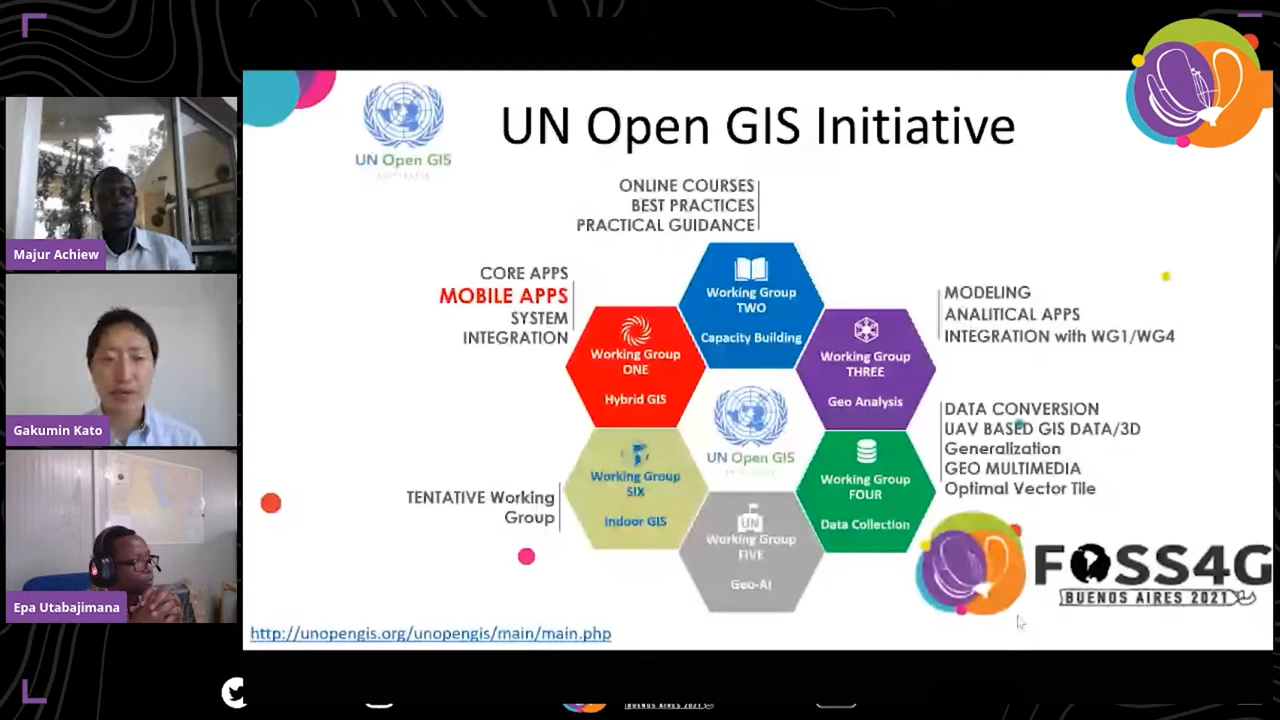 UN Open GIS Initiative
UN Open GIS
ONLINE COURSES
BEST PRACTICES
PRACTICAL GUIDANCE
CORE APPS
MOBILE APPS
SYSTEM
INTEGRATION
Working Group
TWO
Capacity Building
MODELING
ANALITICAL APPS
INTEGRATION with WG1/WG4
Working Group
ONE
Hybrid GIS
Working Group
THREE
Geo Analysis
UN Open GIS
DATA CONVERSION
UAV BASED GIS DATA/3D
Generalization
GEO MULTIMEDIA
Optimal Vector Tile
TENTATIVE Working
Group
Working Group
SIX
Indoor GIS
Working Group
FOUR
Data Collection
UN
Working Group
FIVE
Geo-AI
FOSS4G
BUENOS AIRES 2021
http://unopengis.org/unopengis/main/main.php
Majur Achiew
Gakumin Kato
Epa Utabajimana
BUENOS AIRES 2021